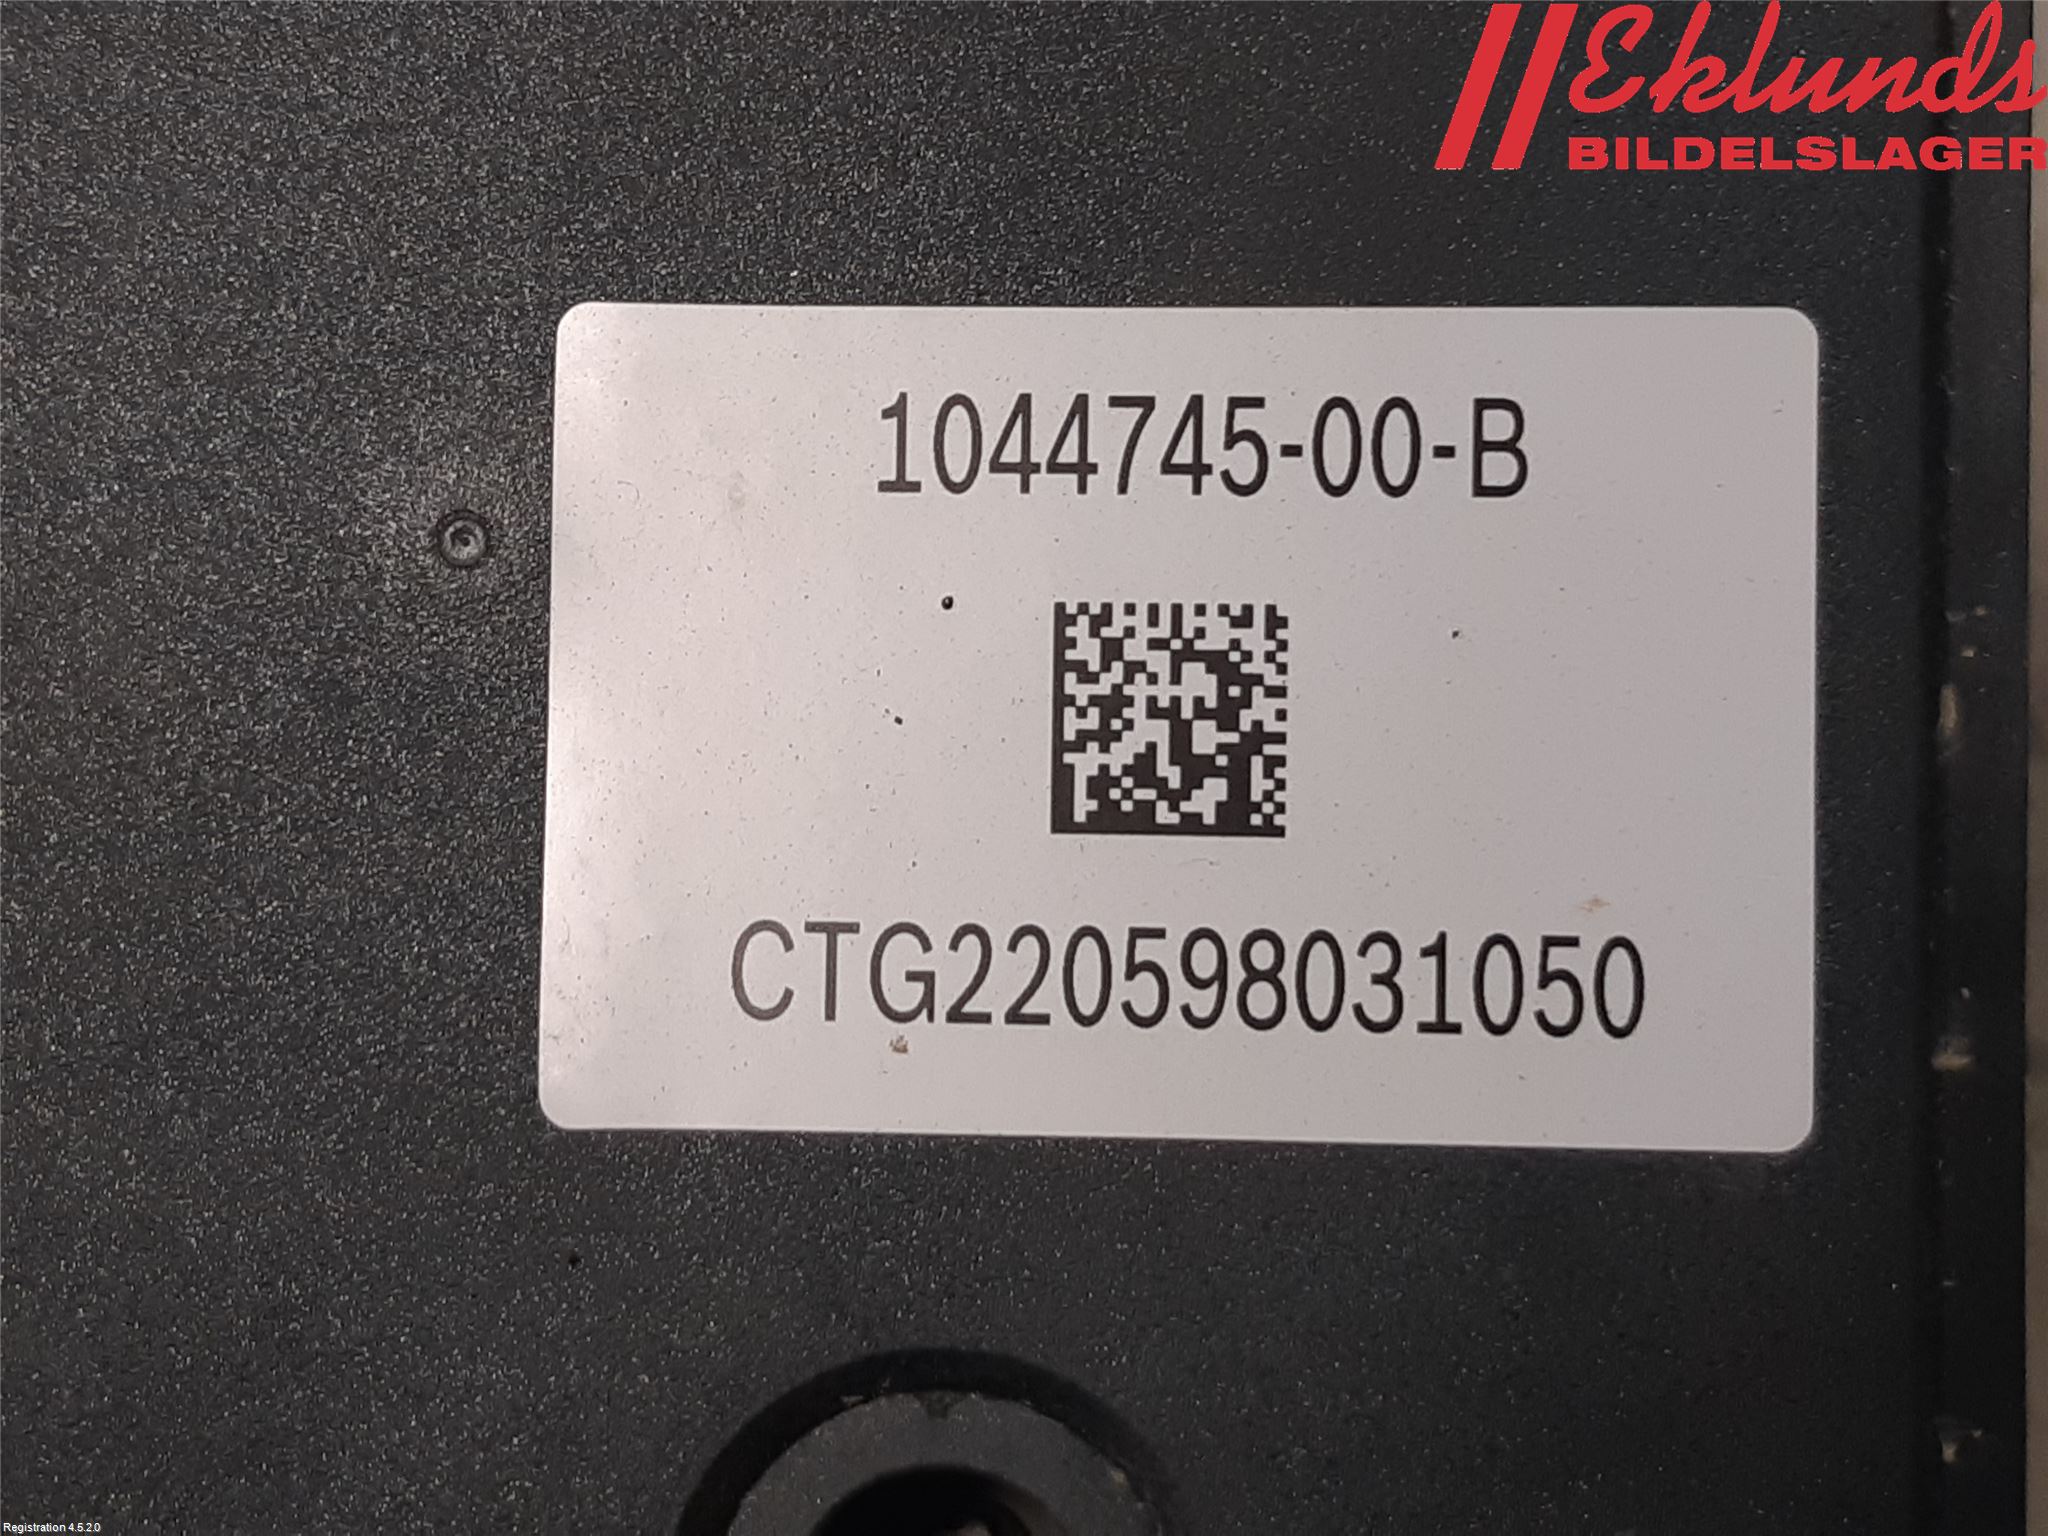 Eklunds
BILDELSLAGER
1044745-00-B
CTG220598031050
Registration 4.5.2.0